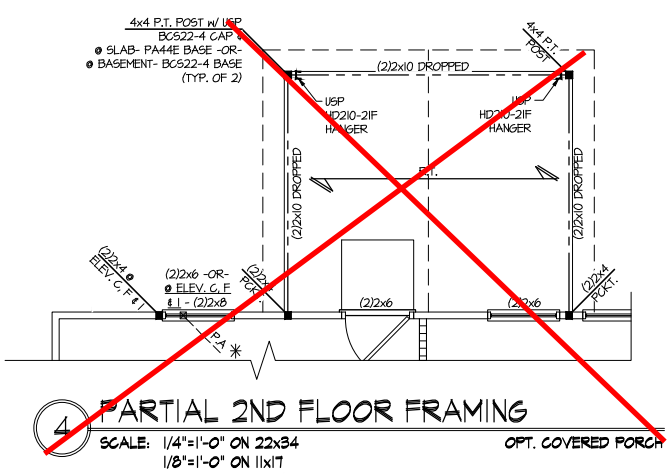 4x4 P.T. POST W/ USP
BCS22-4 CAP &
@ SLAB- PA44E BASE -OR-
@ BASEMENT- BCS22-4 BASE
(TYP. OF 2)
4x4 P.T.
POST
(2)2x10 DROPPED
USP
HD210-2IF
HANGER
USP
HD210-2IF
HANGER
(2)2x10 DROPPED
P.T.
(2)2x10 DROPPED
(2)2x4 @
ELEV. C, F
& I
(2)2x6 -OR-
@ ELEV. C, F
& I - (2)2x8
(2)2x4
PCKT.
(2)2x6
(2)2x6
(2)2x4
PCKT.
P.A. *
4
PARTIAL 2ND FLOOR FRAMING
SCALE: 1/4"=1'-0" ON 22x34
1/8"=1'-0" ON 11x17
OPT. COVERED PORCH